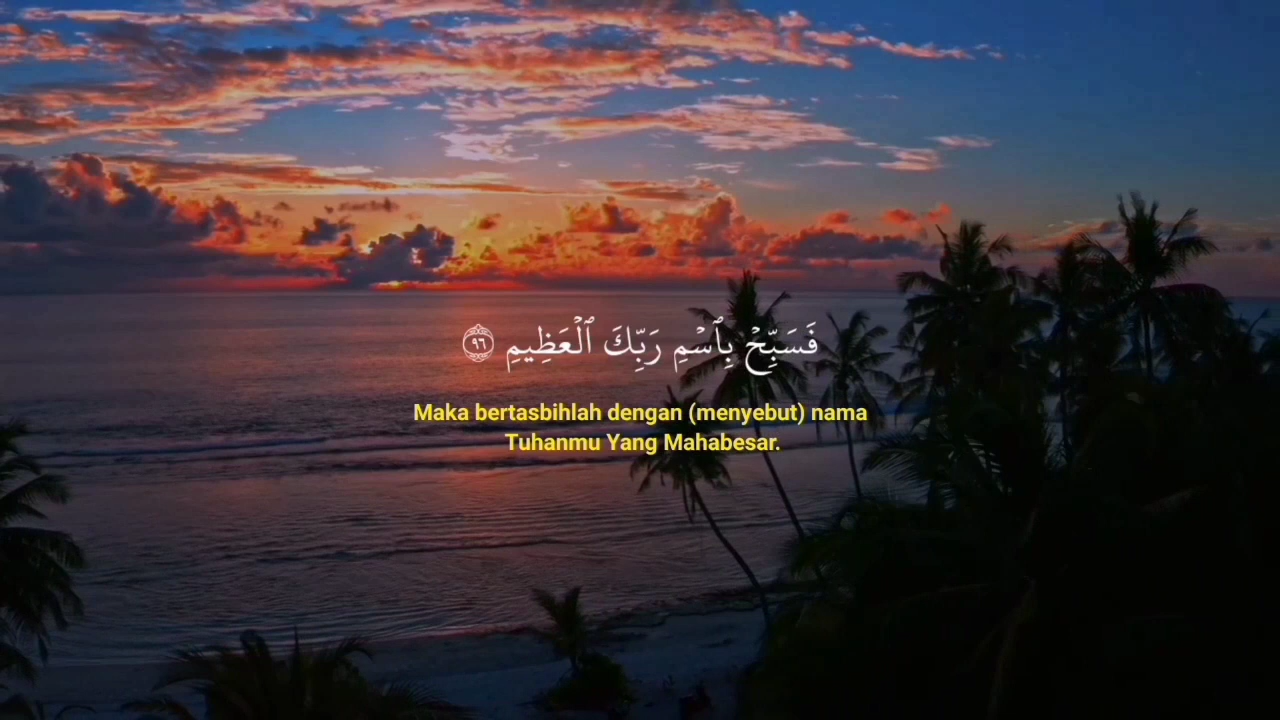 فَسَبِّحْ بِٱسْمِ رَبِّكَ ٱلْعَظِيمِ ٩٦
Maka bertasbihlah dengan (menyebut) nama
Tuhanmu Yang Mahabesar.